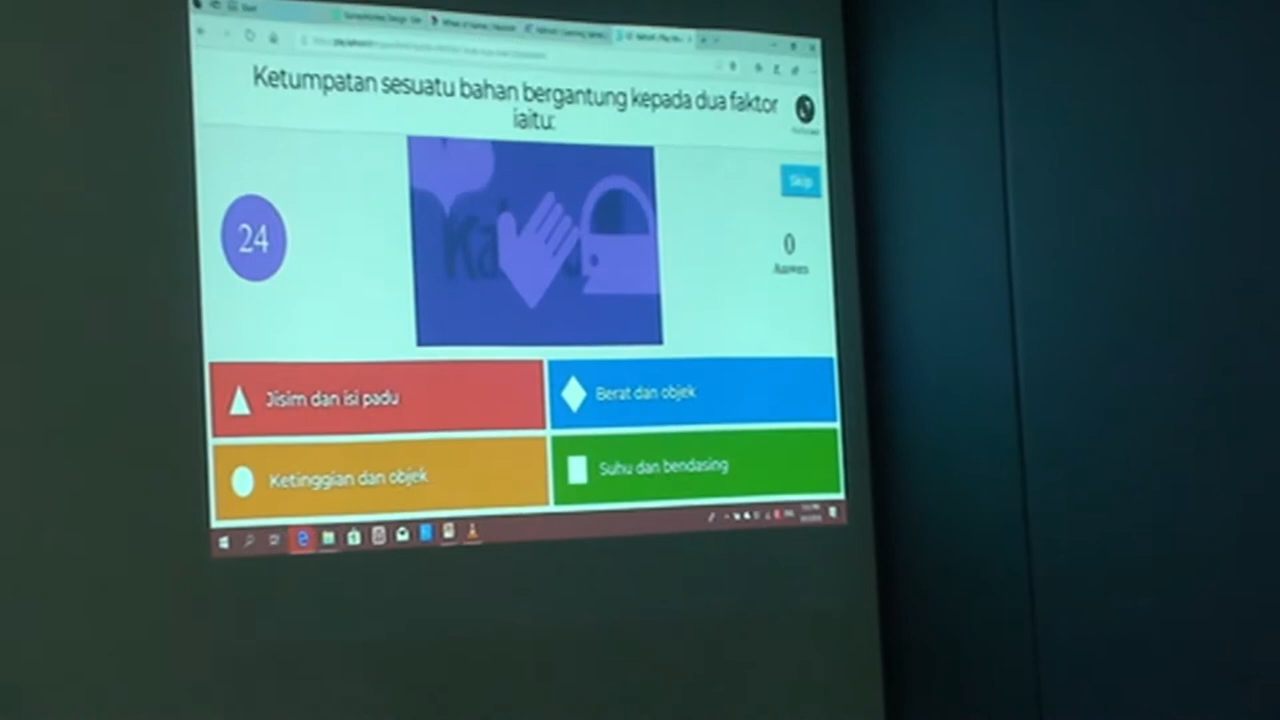 Ketumpatan sesuatu bahan bergantung kepada dua faktor
iaitu:
Skip
24
Ka
0
Answers
Jisim dan isi padu
Berat dan objek
Ketinggian dan objek
Suhu dan bendasing